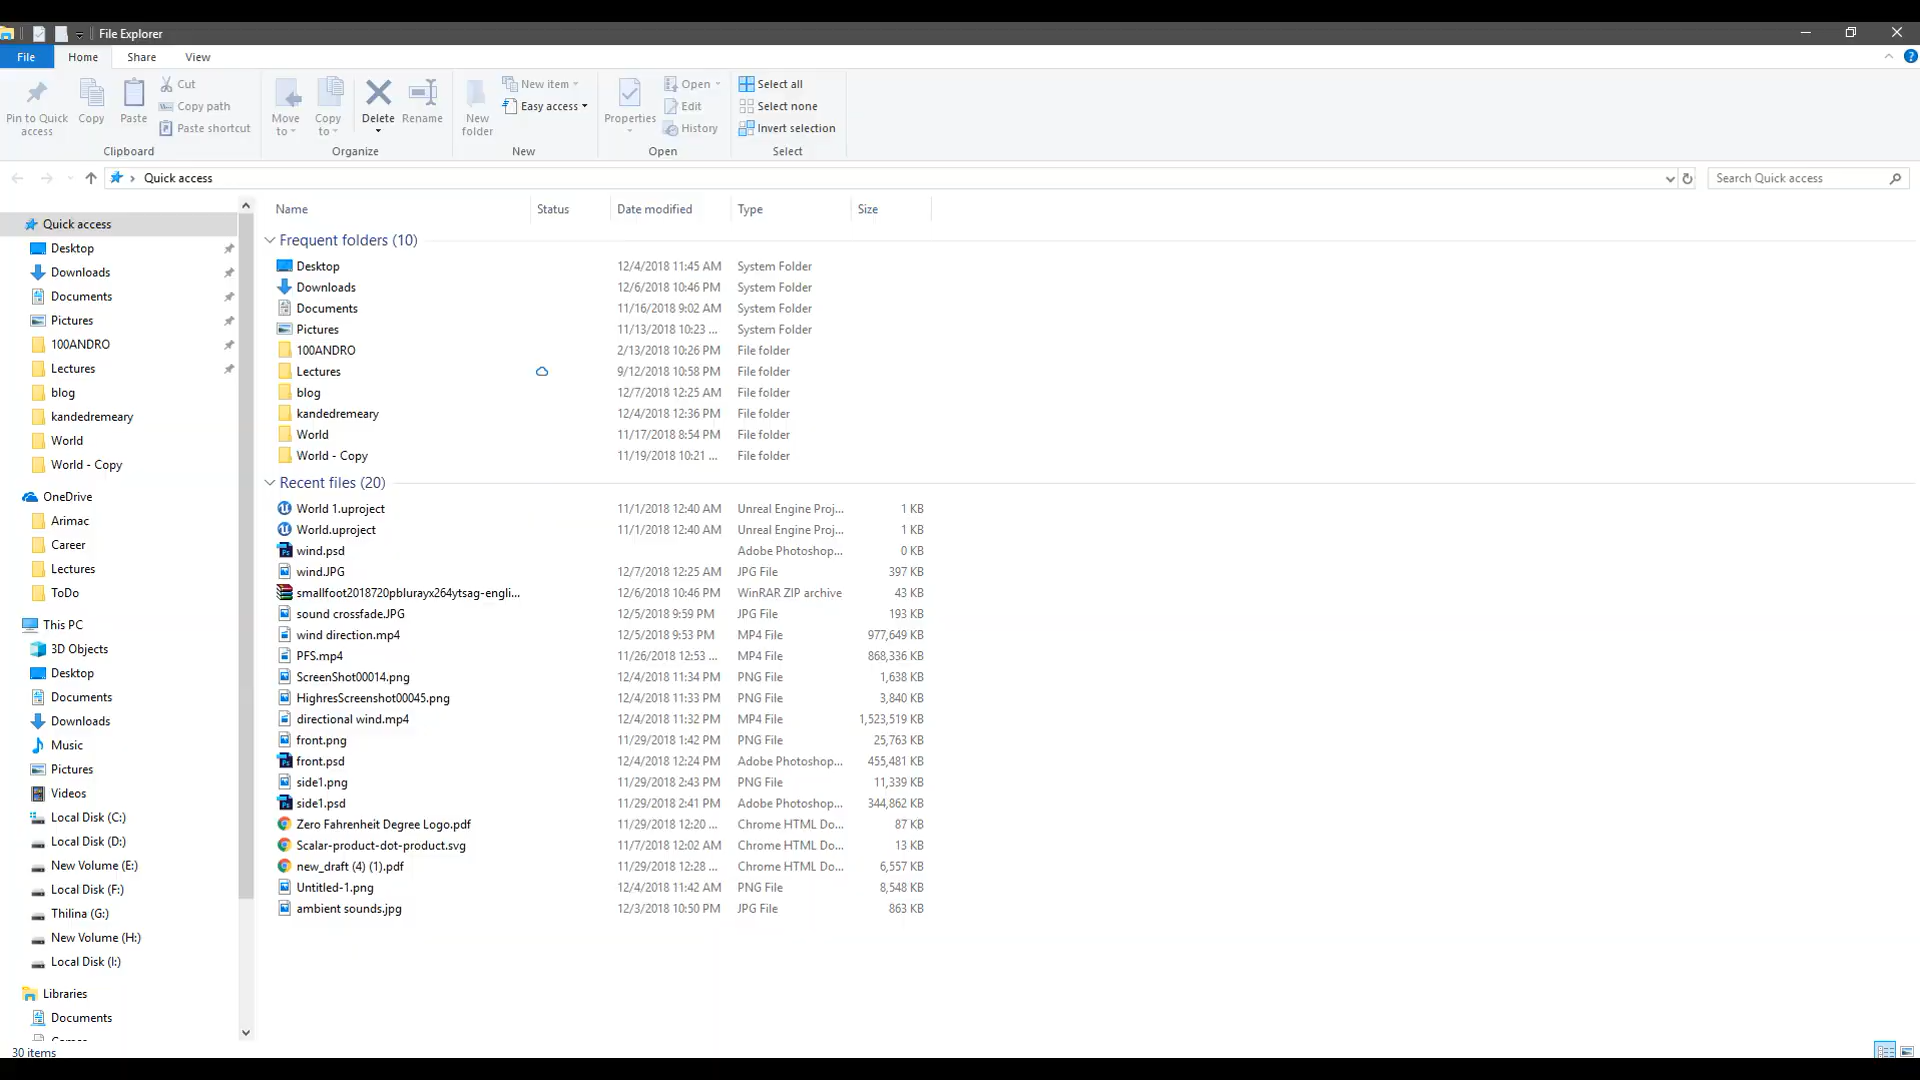 File Explorer
File Home Share View
Pin to Quick access
Copy
Paste
Cut
Copy path
Paste shortcut
Clipboard
Move to
Copy to
Delete
Rename
Organize
New folder
New item
Easy access
New
Properties
Open
Edit
History
Open
Select all
Select none
Invert selection
Select
Quick access
Search Quick access
Quick access
Desktop
Downloads
Documents
Pictures
100ANDRO
Lectures
blog
kandedremeary
World
World - Copy
OneDrive
Arimac
Career
Lectures
ToDo
This PC
3D Objects
Desktop
Documents
Downloads
Music
Pictures
Videos
Local Disk (C:)
Local Disk (D:)
New Volume (E:)
Local Disk (F:)
Thilina (G:)
New Volume (H:)
Local Disk (I:)
Libraries
Documents
Name Status Date modified Type Size
Frequent folders (10)
Desktop 12/4/2018 11:45 AM System Folder
Downloads 12/6/2018 10:46 PM System Folder
Documents 11/16/2018 9:02 AM System Folder
Pictures 11/13/2018 10:23 ... System Folder
100ANDRO 2/13/2018 10:26 PM File folder
Lectures 9/12/2018 10:58 PM File folder
blog 12/7/2018 12:25 AM File folder
kandedremeary 12/4/2018 12:36 PM File folder
World 11/17/2018 8:54 PM File folder
World - Copy 11/19/2018 10:21 ... File folder
Recent files (20)
World 1.uproject 11/1/2018 12:40 AM Unreal Engine Proj... 1 KB
World.uproject 11/1/2018 12:40 AM Unreal Engine Proj... 1 KB
wind.psd Adobe Photoshop... 0 KB
wind.JPG 12/7/2018 12:25 AM JPG File 397 KB
smallfoot2018720pblurayx264ytsag-engli... 12/6/2018 10:46 PM WinRAR ZIP archive 43 KB
sound crossfade.JPG 12/5/2018 9:59 PM JPG File 193 KB
wind direction.mp4 12/5/2018 9:53 PM MP4 File 977,649 KB
PFS.mp4 11/26/2018 12:53 ... MP4 File 868,336 KB
ScreenShot00014.png 12/4/2018 11:34 PM PNG File 1,638 KB
HighresScreenshot00045.png 12/4/2018 11:33 PM PNG File 3,840 KB
directional wind.mp4 12/4/2018 11:32 PM MP4 File 1,523,519 KB
front.png 11/29/2018 1:42 PM PNG File 25,763 KB
front.psd 12/4/2018 12:24 PM Adobe Photoshop... 455,481 KB
side1.png 11/29/2018 2:43 PM PNG File 11,339 KB
side1.psd 11/29/2018 2:41 PM Adobe Photoshop... 344,862 KB
Zero Fahrenheit Degree Logo.pdf 11/29/2018 12:20 ... Chrome HTML Do... 87 KB
Scalar-product-dot-product.svg 11/7/2018 12:02 AM Chrome HTML Do... 13 KB
new_draft (4) (1).pdf 11/29/2018 12:28 ... Chrome HTML Do... 6,557 KB
Untitled-1.png 12/4/2018 11:42 AM PNG File 8,548 KB
ambient sounds.jpg 12/3/2018 10:50 PM JPG File 863 KB
30 items